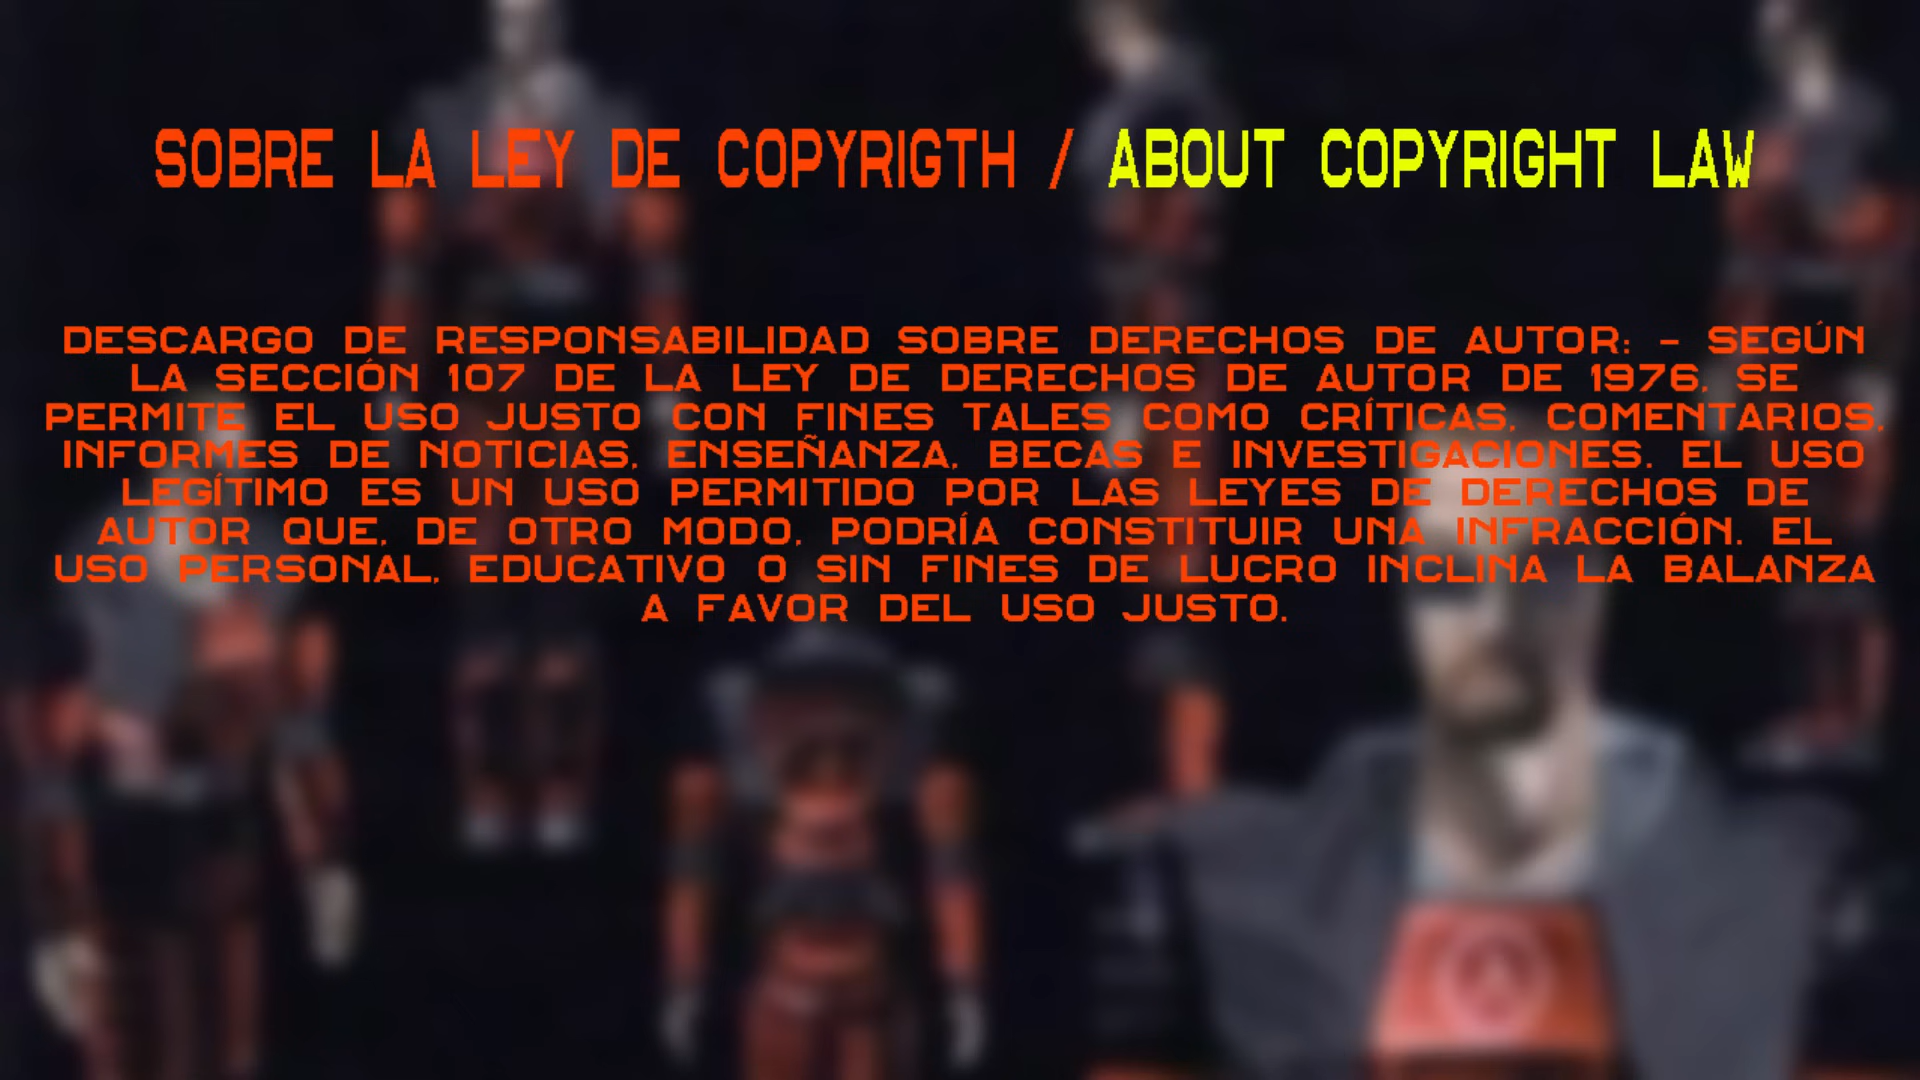 SOBRE LA LEY DE COPYRIGTH / ABOUT COPYRIGHT LAW
DESCARGO DE RESPONSABILIDAD SOBRE DERECHOS DE AUTOR: - SEGÚN
LA SECCIÓN 107 DE LA LEY DE DERECHOS DE AUTOR DE 1976, SE
PERMITE EL USO JUSTO CON FINES TALES COMO CRÍTICAS, COMENTARIOS,
INFORMES DE NOTICIAS, ENSEÑANZA, BECAS E INVESTIGACIONES. EL USO
LEGÍTIMO ES UN USO PERMITIDO POR LAS LEYES DE DERECHOS DE
AUTOR QUE, DE OTRO MODO, PODRÍA CONSTITUIR UNA INFRACCIÓN. EL
USO PERSONAL, EDUCATIVO O SIN FINES DE LUCRO INCLINA LA BALANZA
A FAVOR DEL USO JUSTO.